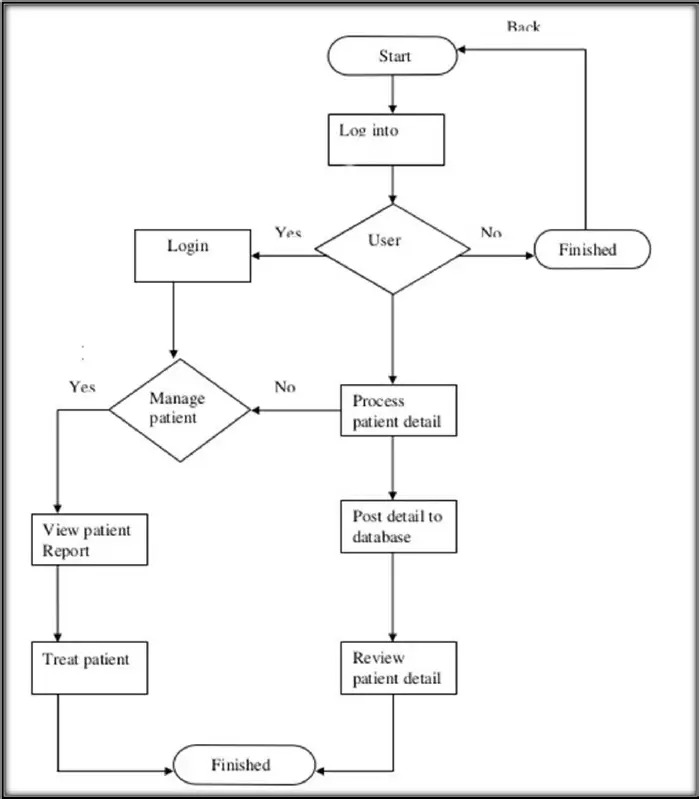 Back
Start
Log into
Yes
User
No
Login
Finished
Yes
Manage
patient
No
Process
patient detail
View patient
Report
Post detail to
database
Treat patient
Review
patient detail
Finished